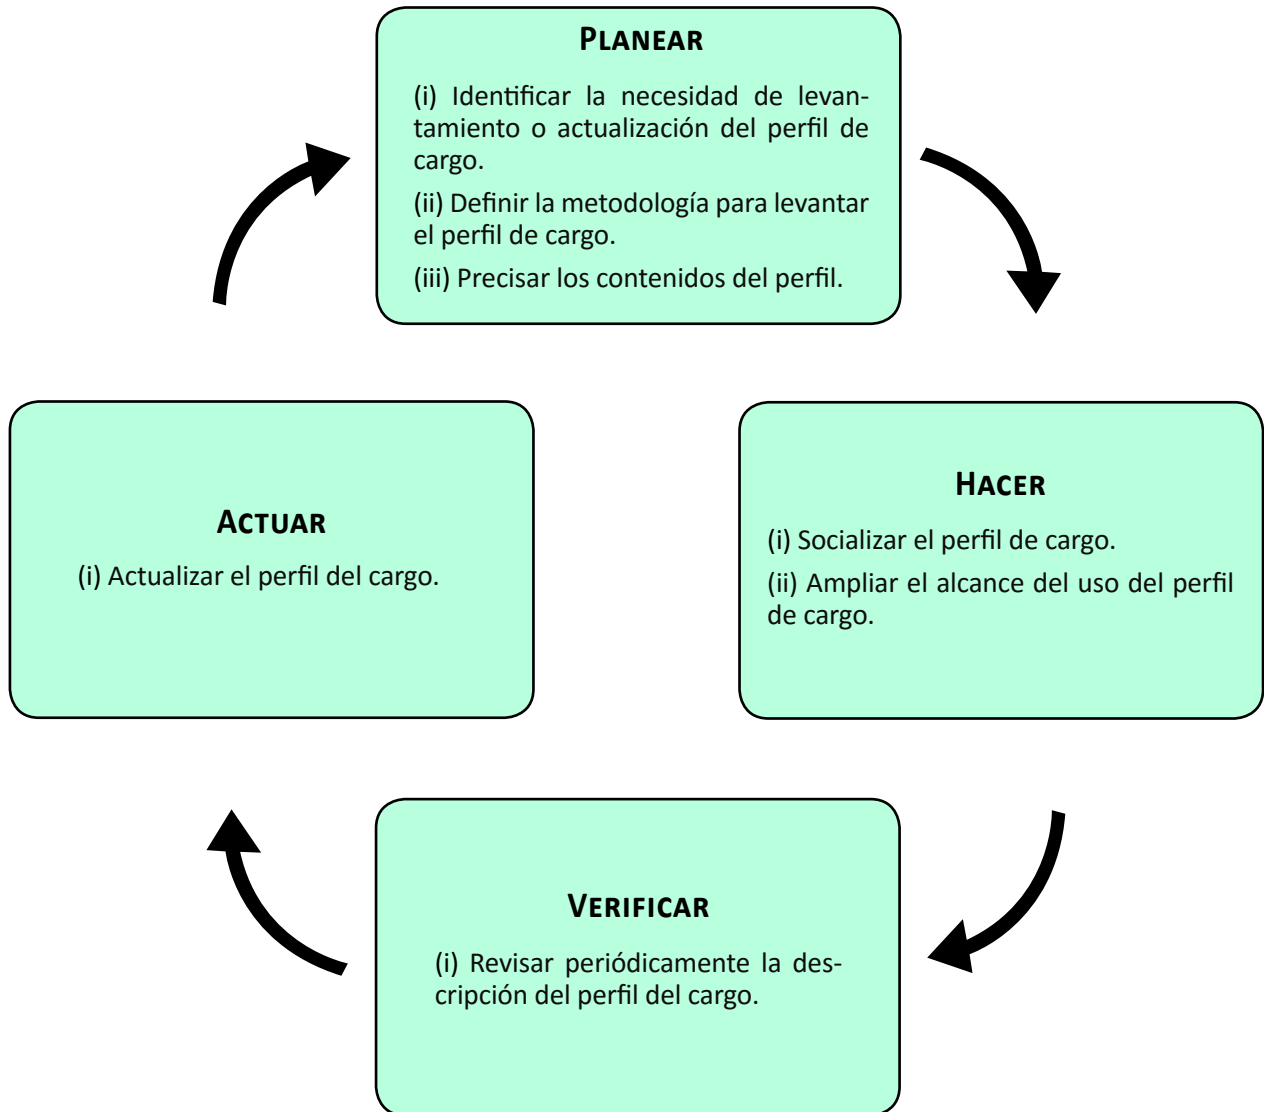 PLANEAR
(i) Identificar la necesidad de levan-
tamiento o actualización del perfil de
cargo.
(ii) Definir la metodología para levantar
el perfil de cargo.
(iii) Precisar los contenidos del perfil.
HACER
(i) Socializar el perfil de cargo.
(ii) Ampliar el alcance del uso del perfil
de cargo.
VERIFICAR
(i) Revisar periódicamente la des-
cripción del perfil del cargo.
ACTUAR
(i) Actualizar el perfil del cargo.